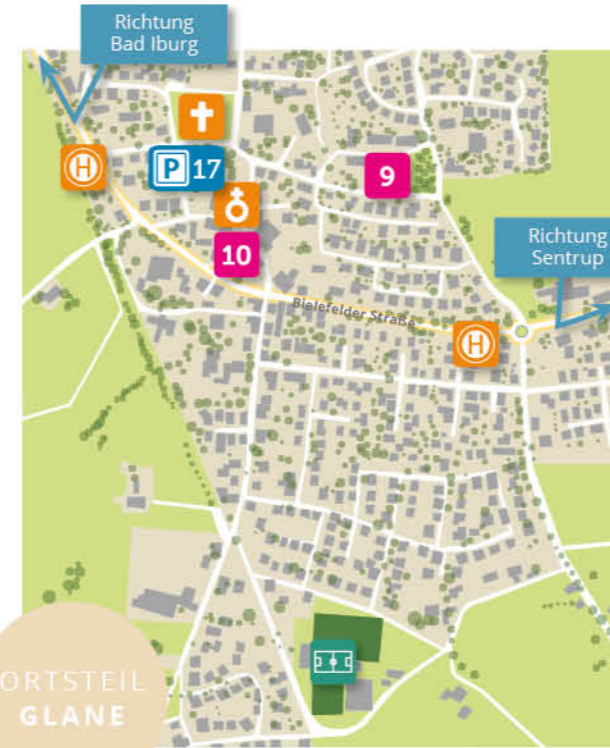 Richtung
Bad Iburg
H
P 17
9
10
Richtung
Sentrup
Bielefelder Straße
H
ORTSTEIL
GLANE